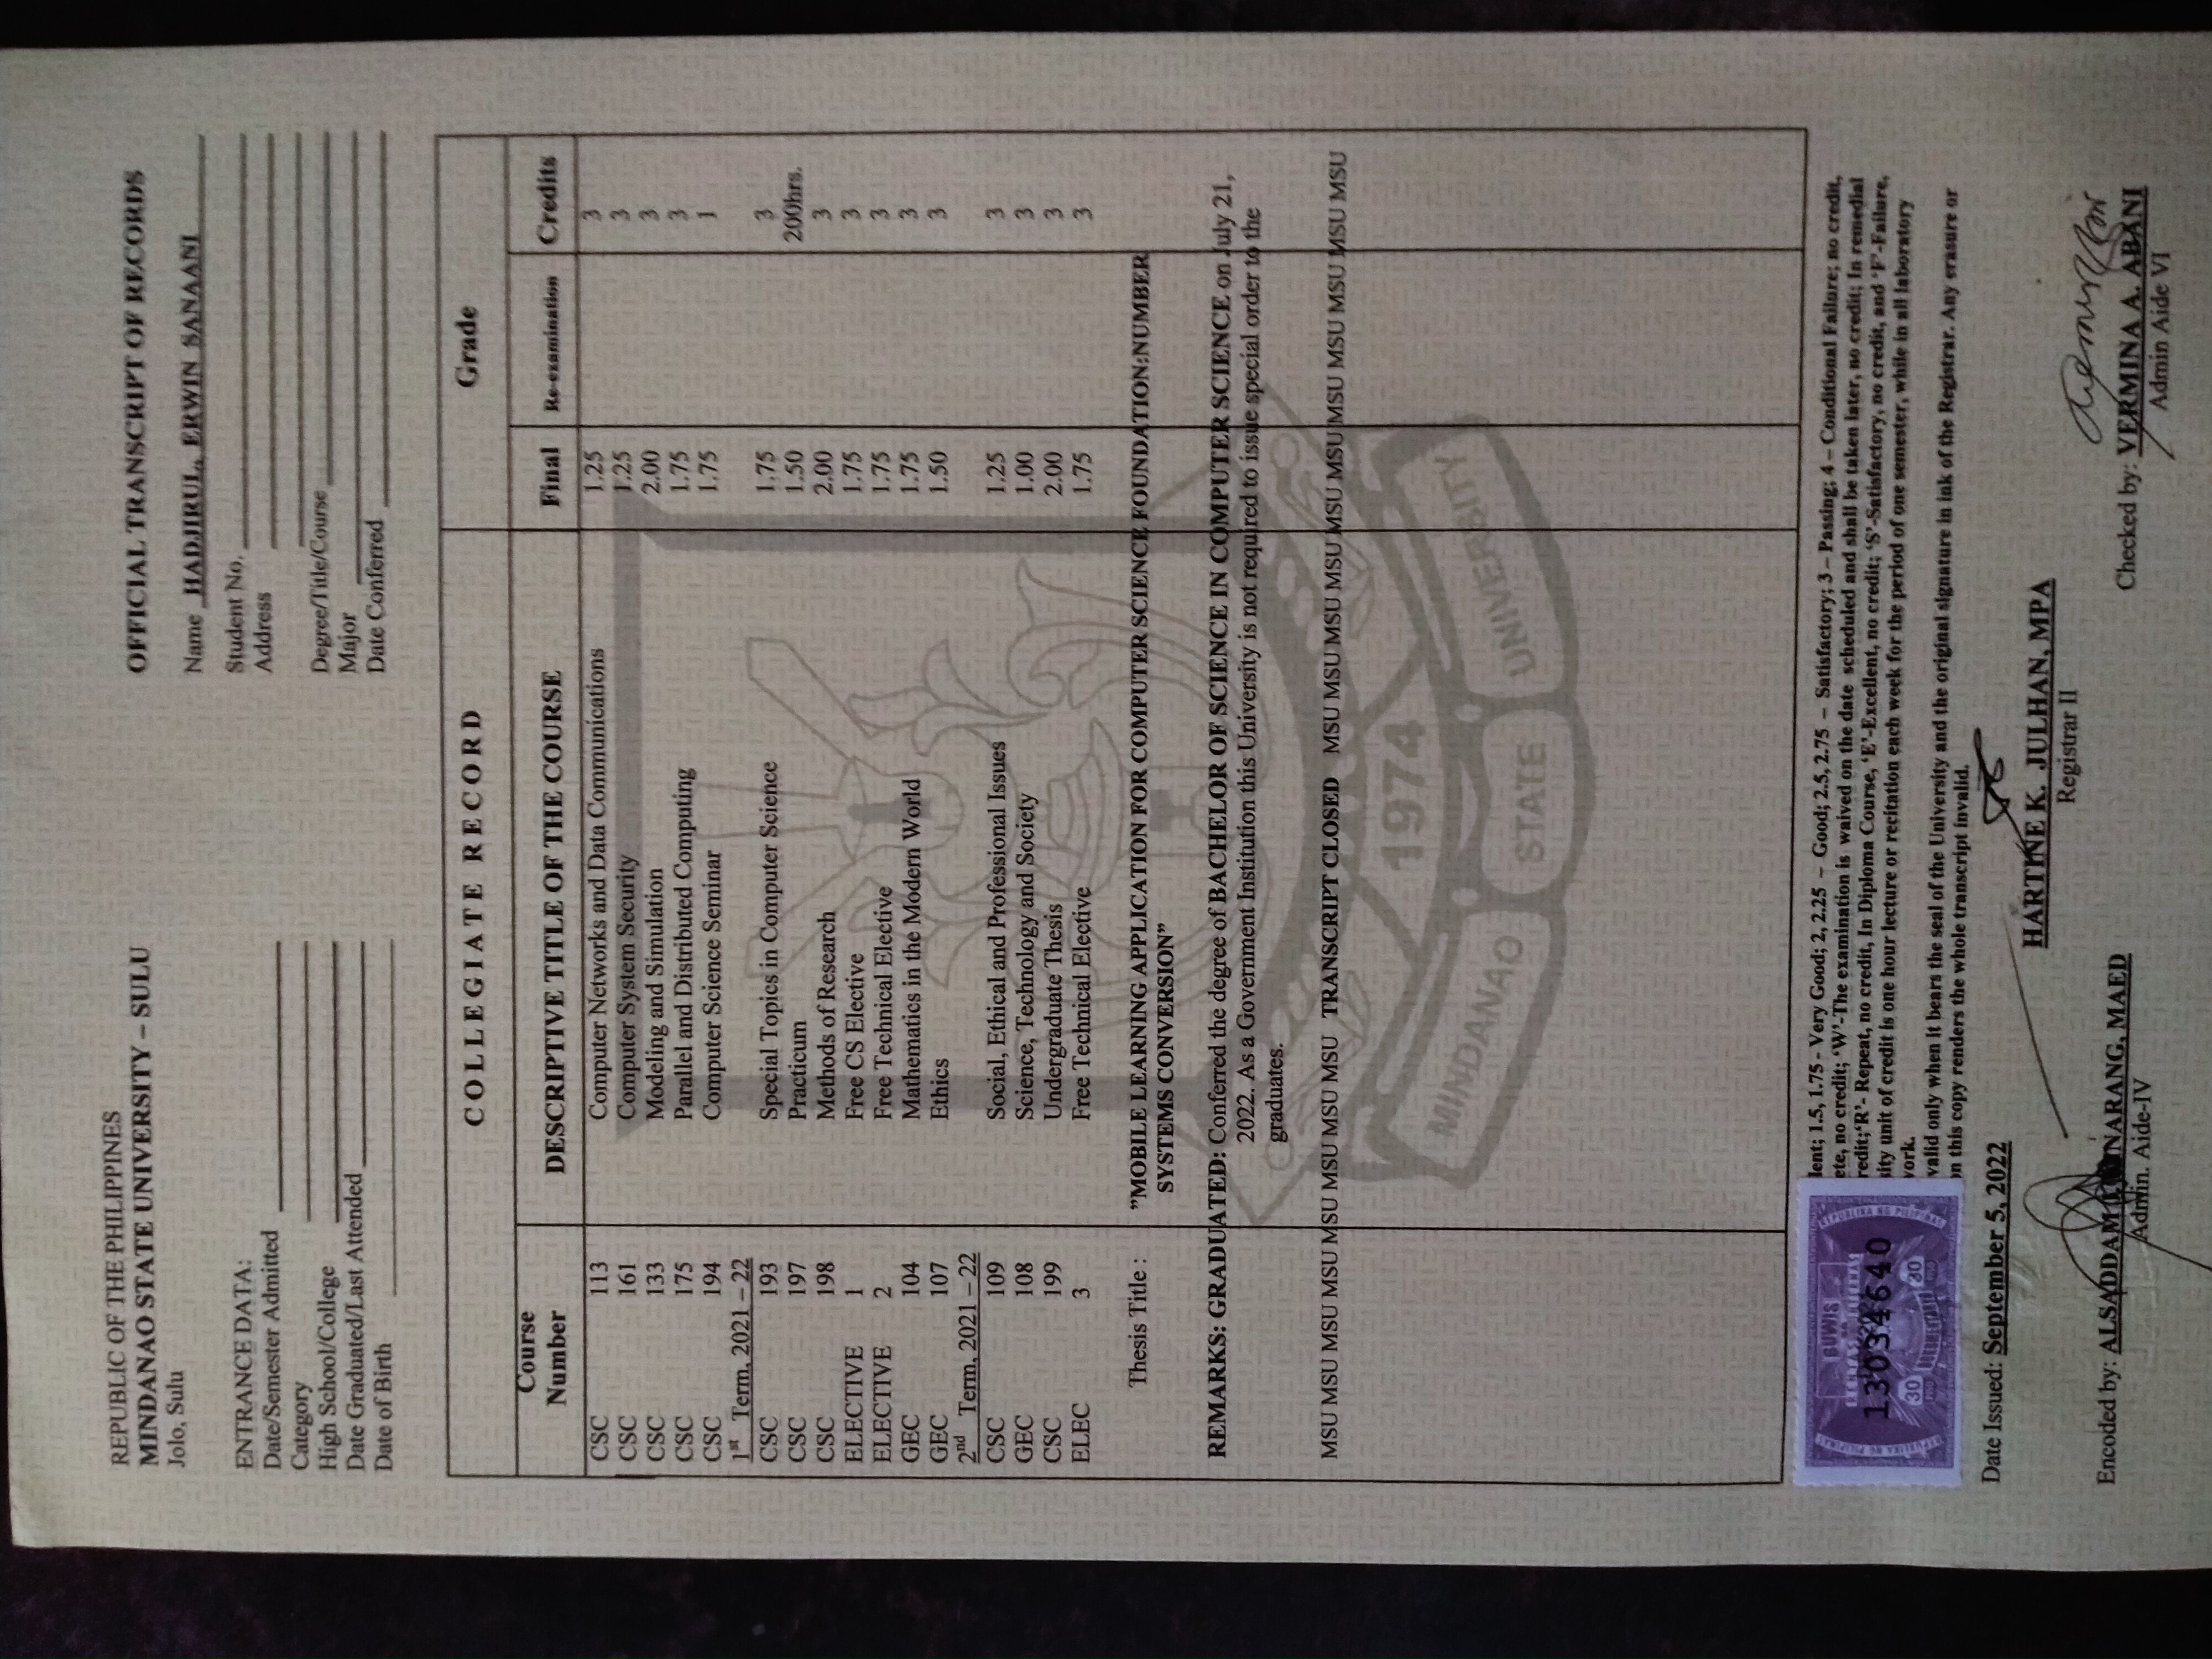 REPUBLIC OF THE PHILIPPINES
MINDANAO STATE UNIVERSITY – SULU
Jolo, Sulu
OFFICIAL TRANSCRIPT OF RECORDS
Name HADJIRUL, ERWIN SANAANI
Student No.
Address
Degree/Title/Course
Major
Date Conferred
ENTRANCE DATA:
Date/Semester Admitted
Category
High School/College
Date Graduated/Last Attended
Date of Birth
COLLEGIATE RECORD Grade
Course Number DESCRIPTIVE TITLE OF THE COURSE Final Re-examination Credits
CSC 113 Computer Networks and Data Communications 1.25 3
CSC 161 Computer System Security 1.25 3
CSC 133 Modeling and Simulation 2.00 3
CSC 175 Parallel and Distributed Computing 1.75 3
CSC 194 Computer Science Seminar 1.75 1
1st Term, 2021 – 22
CSC 193 Special Topics in Computer Science 1.75 3
CSC 197 Practicum 1.50 200hrs.
CSC 198 Methods of Research 2.00 3
ELECTIVE 1 Free CS Elective 1.75 3
ELECTIVE 2 Free Technical Elective 1.75 3
GEC 104 Mathematics in the Modern World 1.75 3
GEC 107 Ethics 1.50 3
2nd Term, 2021 – 22
CSC 109 Social, Ethical and Professional Issues 1.25 3
GEC 108 Science, Technology and Society 1.00 3
CSC 199 Undergraduate Thesis 2.00 3
ELEC 3 Free Technical Elective 1.75 3
Thesis Title : ”MOBILE LEARNING APPLICATION FOR COMPUTER SCIENCE FOUNDATION:NUMBER
SYSTEMS CONVERSION”
REMARKS: GRADUATED: Conferred the degree of BACHELOR OF SCIENCE IN COMPUTER SCIENCE on July 21,
2022. As a Government Institution this University is not required to issue special order to the
graduates.
MSU MSU MSU MSU MSU MSU MSU MSU TRANSCRIPT CLOSED MSU MSU MSU MSU MSU MSU MSU MSU MSU MSU MSU
1974
MINDANAO STATE UNIVERSITY
lent; 1.5, 1.75 - Very Good; 2, 2.25 – Good; 2.5, 2.75 – Satisfactory; 3 – Passing; 4 – Conditional Failure; no credit,
ete, no credit; ‘W’-The examination is waived on the date scheduled and shall be taken later, no credit; In remedial
redit;‘R’- Repeat, no credit, In Diploma Course, ‘E’-Excellent, no credit; ‘S’-Satisfactory, no credit, and ‘F’-Failure,
sity unit of credit is one hour lecture or recitation each week for the period of one semester, while in all laboratory
work.
valid only when it bears the seal of the University and the original signature in ink of the Registrar. Any erasure or
on this copy renders the whole transcript invalid.
BUWIS
13034640
30 30
Date Issued: September 5, 2022
HARTINE K. JULHAN, MPA
Registrar II
Encoded by: ALSADDAM NARANG, MAED
Admin. Aide-IV
Checked by: VERMINA A. ABANI
Admin Aide VI